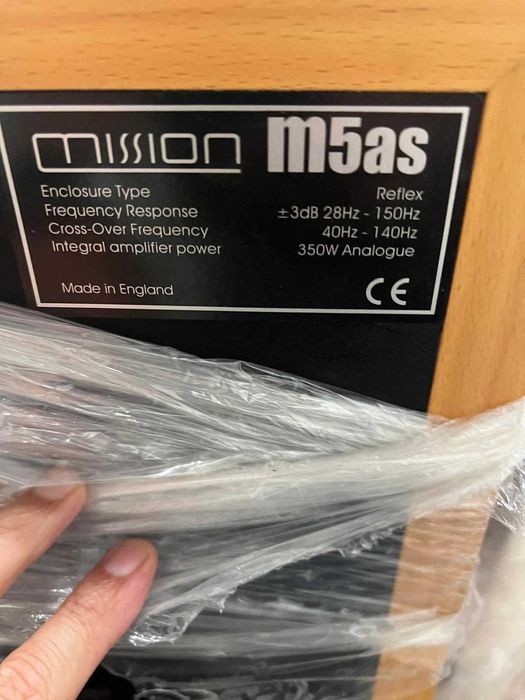 mission m5as
Enclosure Type Reflex
Frequency Response ±3dB 28Hz - 150Hz
Cross-Over Frequency 40Hz - 140Hz
Integral amplifier power 350W Analogue
Made in England CE